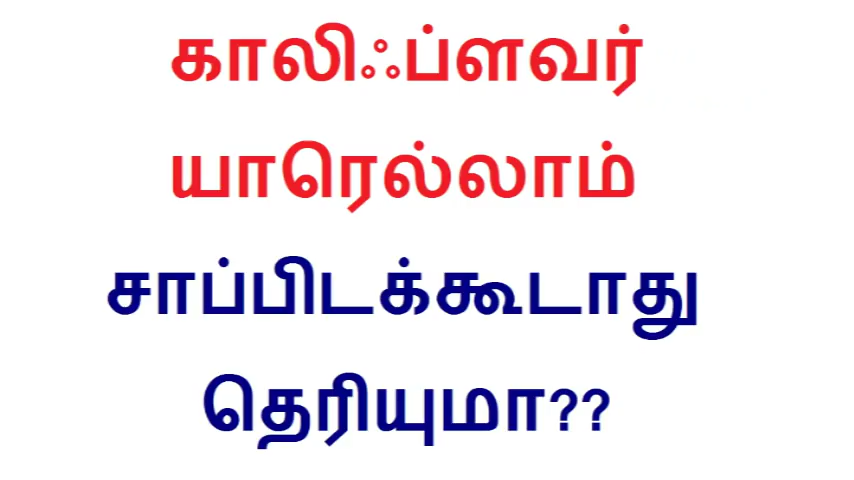 காலிஃப்ளவர்
யாரெல்லாம்
சாப்பிடக்கூடாது
தெரியுமா??